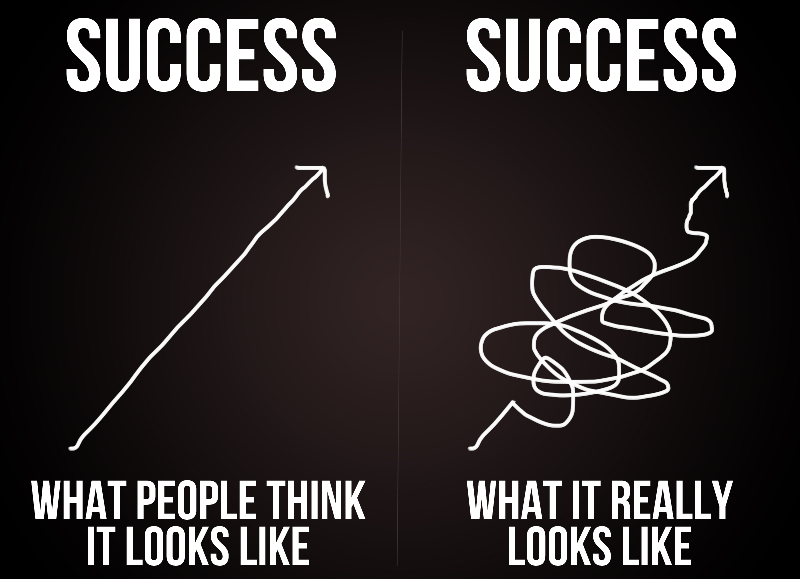 SUCCESS
WHAT PEOPLE THINK
IT LOOKS LIKE
SUCCESS
WHAT IT REALLY
LOOKS LIKE